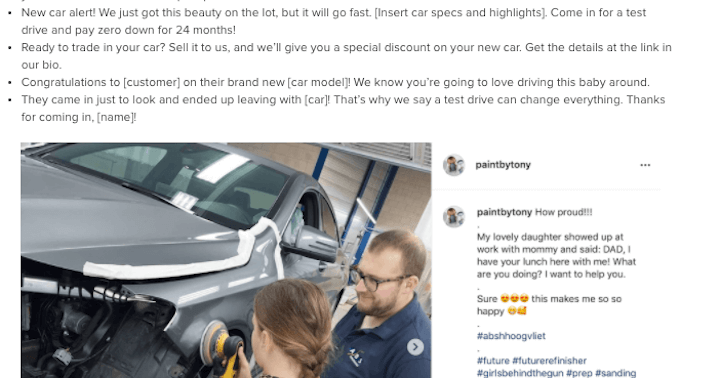 New car alert! We just got this beauty on the lot, but it will go fast. [Insert car specs and highlights]. Come in for a test
drive and pay zero down for 24 months!
Ready to trade in your car? Sell it to us, and we'll give you a special discount on your new car. Get the details at the link in
our bio.
Congratulations to [customer] on their brand new [car model]! We know you're going to love driving this baby around.
They came in just to look and ended up leaving with [car]! That's why we say a test drive can change everything. Thanks
for coming in, [name]!
paintbytony
paintbytony How proud!!!
.
My lovely daughter showed up at
work with mommy and said: DAD, I
have your lunch here with me! What
are you doing? I want to help you.
.
Sure 😍😍😍 this makes me so so
happy 😍🥰
.
#abshhoogvliet
.
#future #futurerefinisher
#girlsbehindthegun #prep #sanding